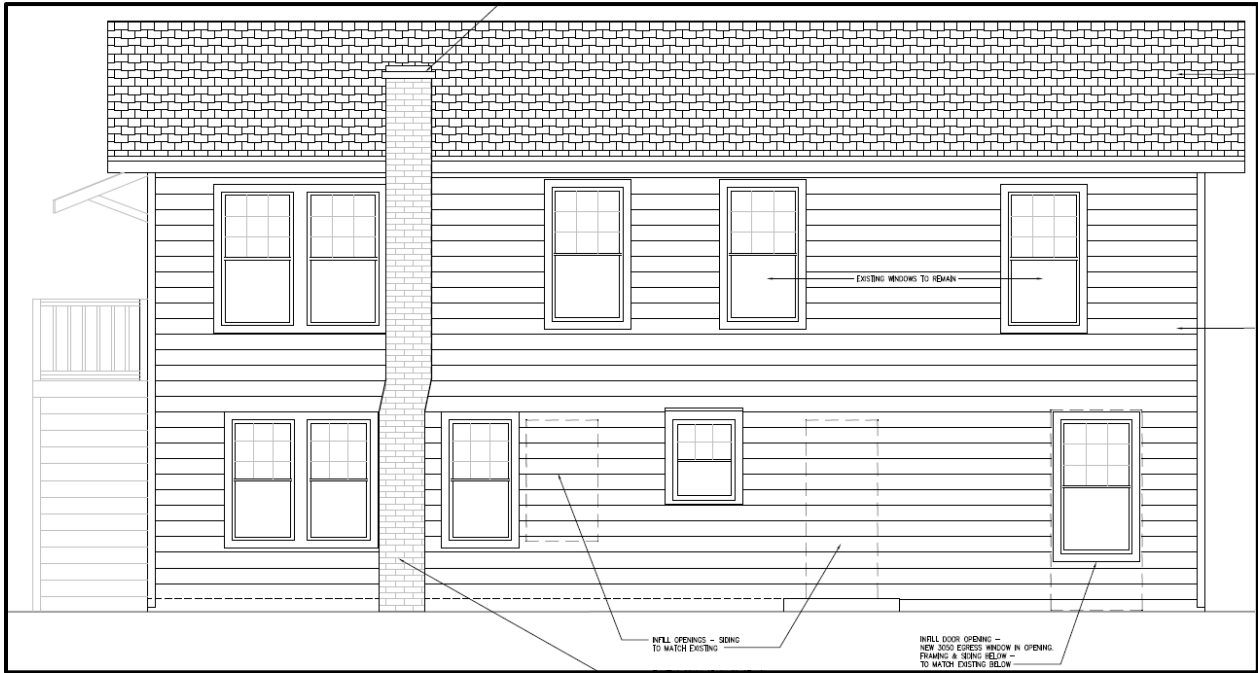 EXISTING WINDOWS TO REMAIN
INFILL OPENINGS - SIDING
TO MATCH EXISTING
INFILL DOOR OPENING -
NEW 3050 EGRESS WINDOW IN OPENING.
FRAMING & SIDING BELOW -
TO MATCH EXISTING BELOW